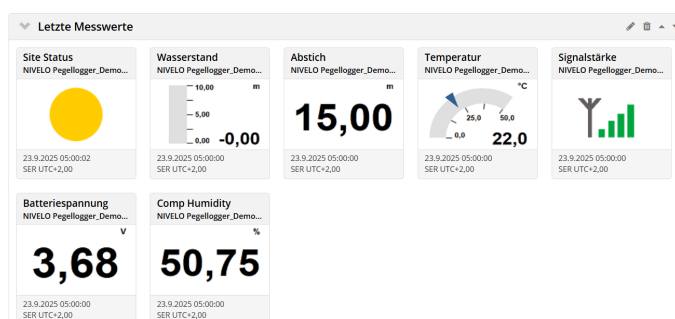 Letzte Messwerte
Site Status
NIVELO Pegellogger_Demo...
23.9.2025 05:00:02
SER UTC+2,00
Wasserstand
NIVELO Pegellogger_Demo...
10,00
m
5,00
0,00
-0,00
23.9.2025 05:00:00
SER UTC+2,00
Abstich
NIVELO Pegellogger_Demo...
m
15,00
23.9.2025 05:00:00
SER UTC+2,00
Temperatur
NIVELO Pegellogger_Demo...
°C
25,0
50,0
0,0
22,0
23.9.2025 05:00:00
SER UTC+2,00
Signalstärke
NIVELO Pegellogger_Demo...
23.9.2025 05:00:00
SER UTC+2,00
Batteriespannung
NIVELO Pegellogger_Demo...
V
3,68
23.9.2025 05:00:00
SER UTC+2,00
Comp Humidity
NIVELO Pegellogger_Demo...
%
50,75
23.9.2025 05:00:00
SER UTC+2,00